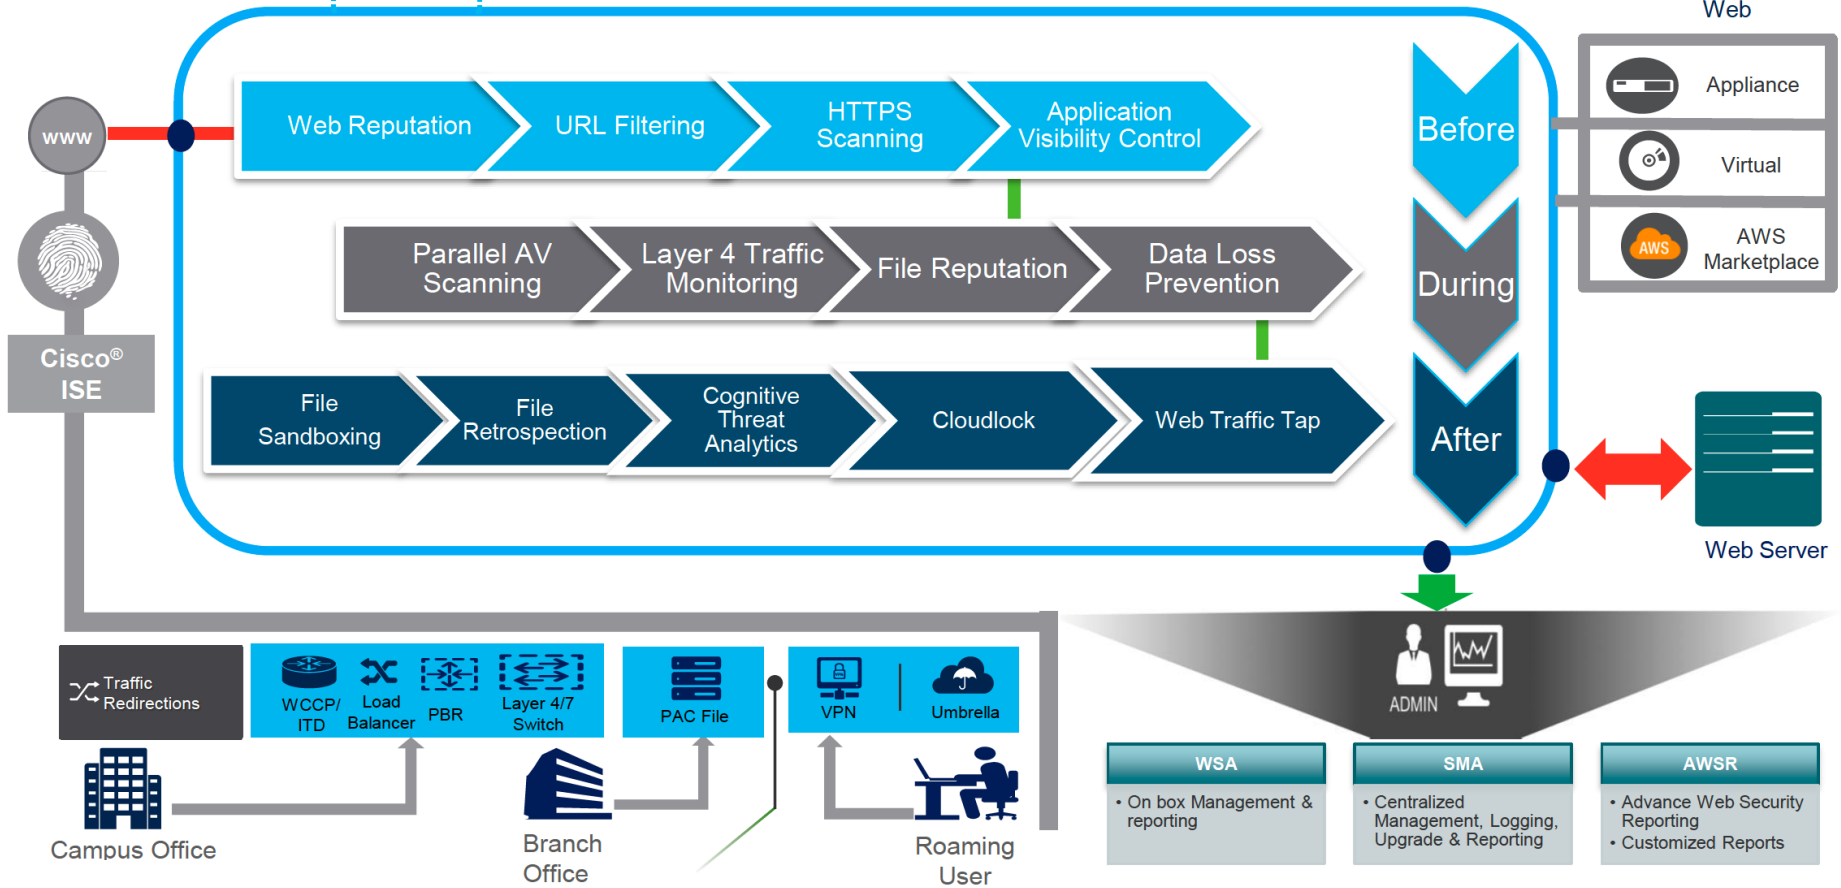 Web
www
Web Reputation
URL Filtering
HTTPS
Scanning
Application
Visibility Control
Before
Appliance
Virtual
AWS
AWS
Marketplace
Parallel AV
Scanning
Layer 4 Traffic
Monitoring
File Reputation
Data Loss
Prevention
During
Cisco®
ISE
File
Sandboxing
File
Retrospection
Cognitive
Threat
Analytics
Cloudlock
Web Traffic Tap
After
Web Server
Traffic
Redirections
WCCP/
ITD
Load
Balancer
PBR
Layer 4/7
Switch
PAC File
VPN
Umbrella
ADMIN
Campus Office
Branch
Office
Roaming
User
WSA
• On box Management &
reporting
SMA
• Centralized
Management, Logging,
Upgrade & Reporting
AWSR
• Advance Web Security
Reporting
• Customized Reports